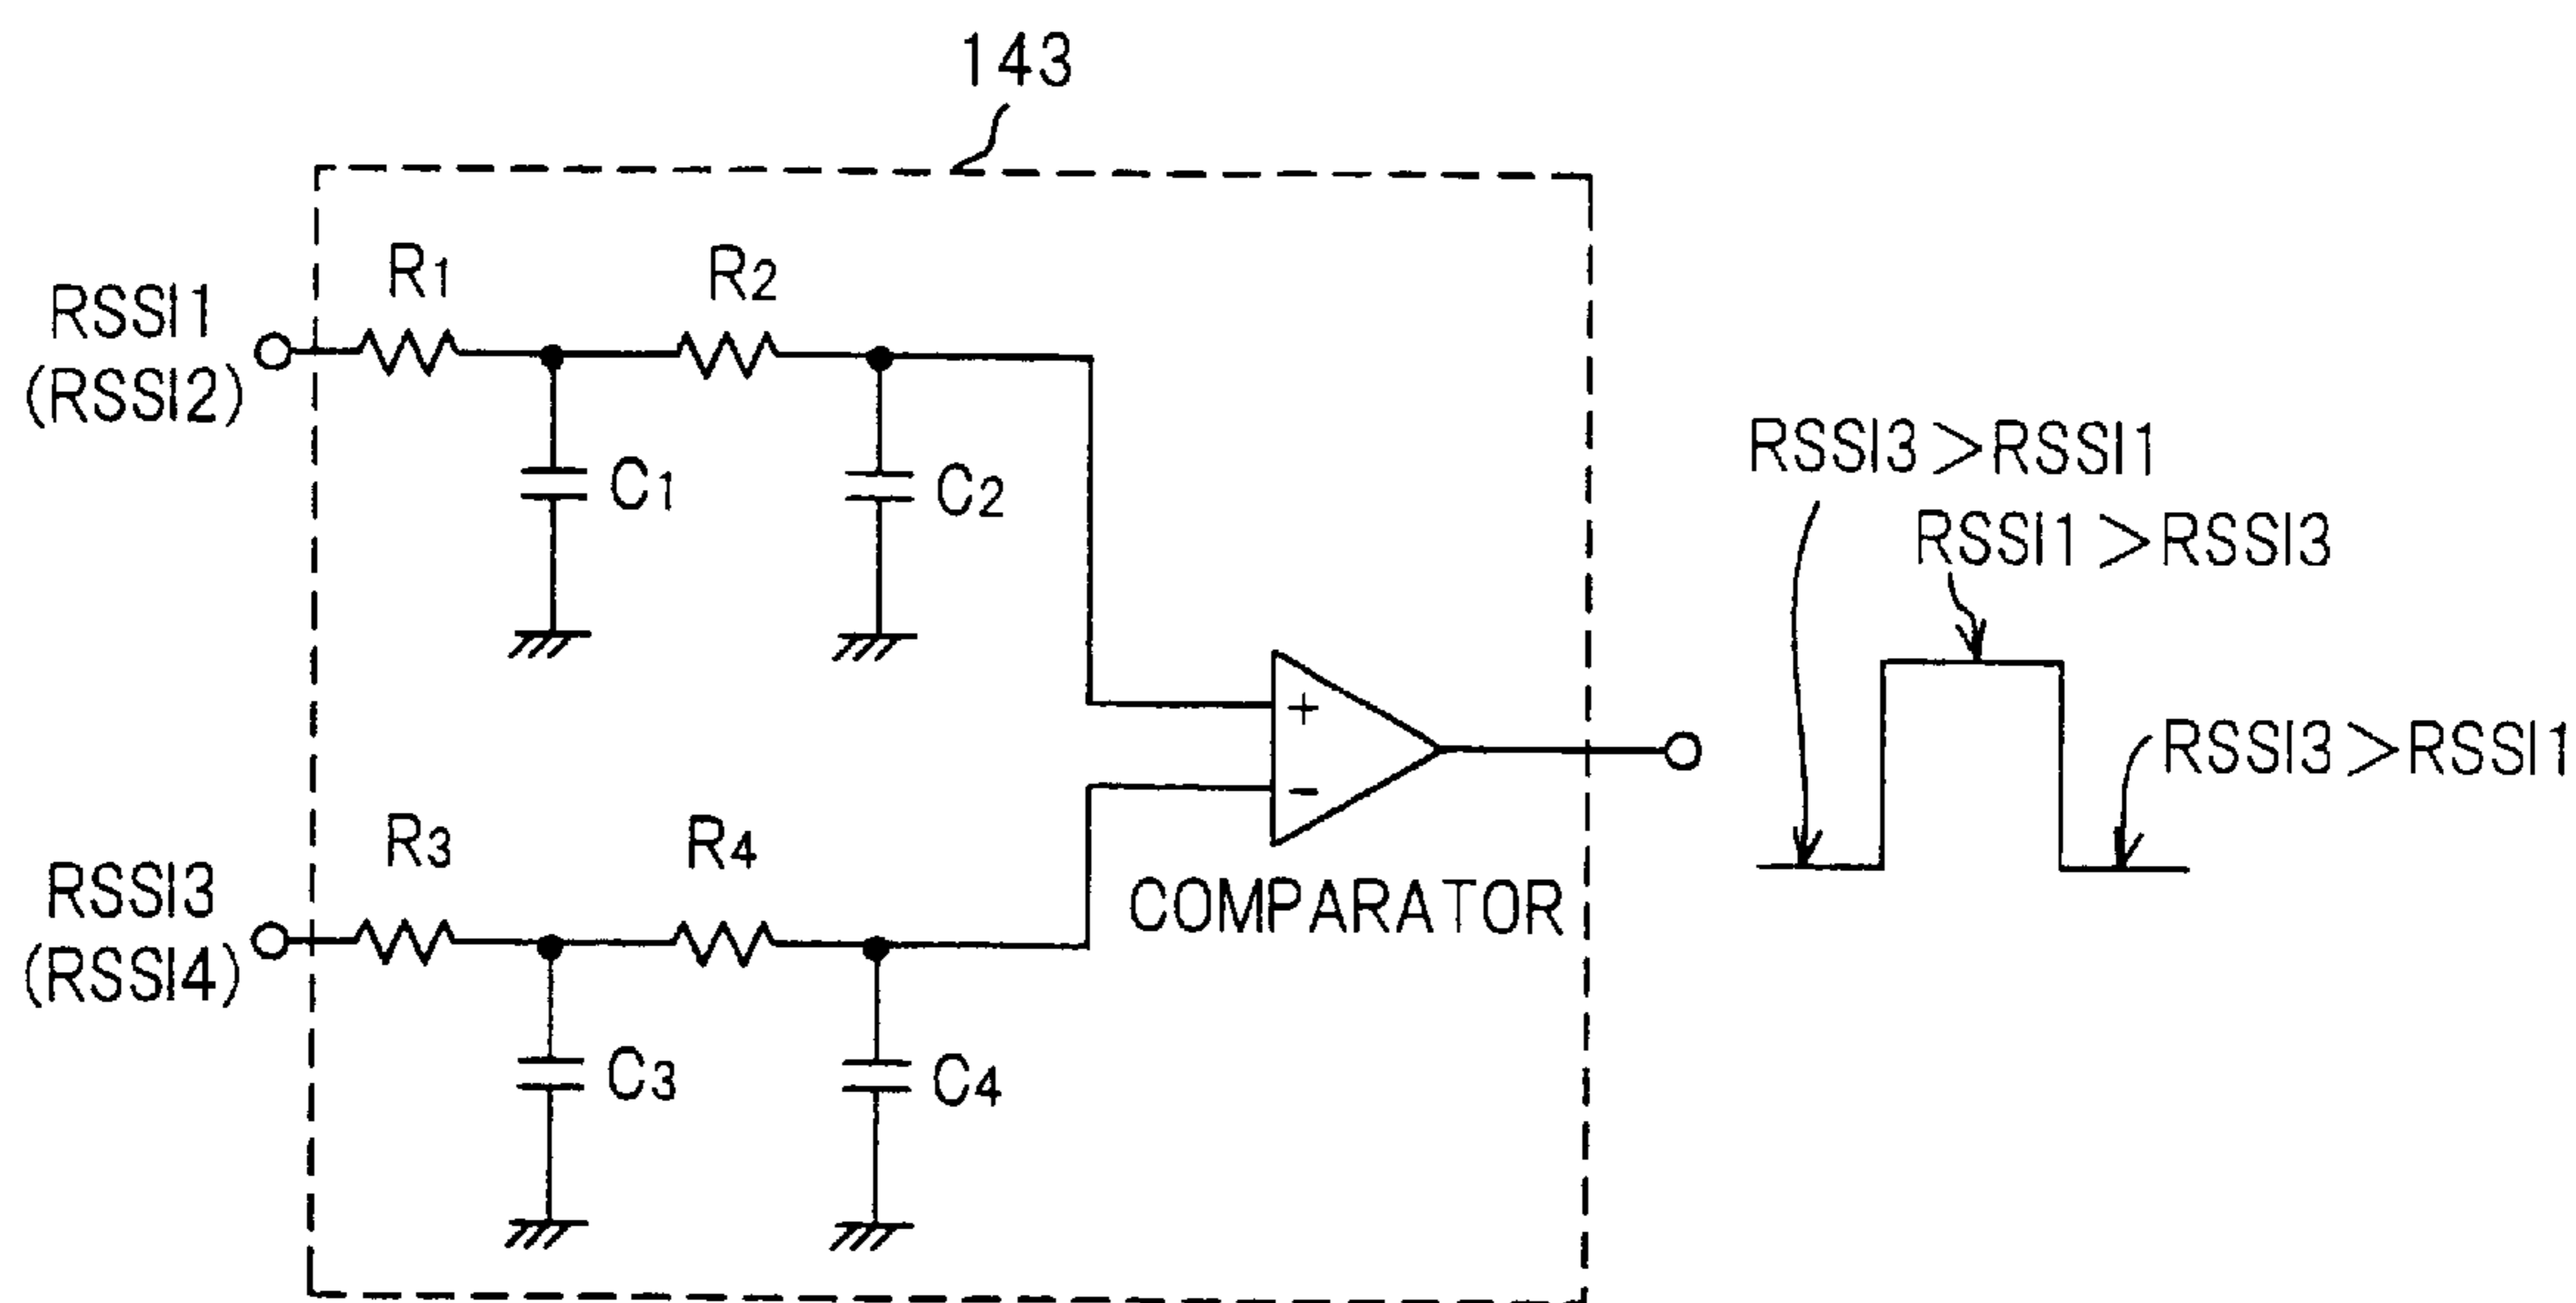 143
R1
R2
RSSI1
(RSSI2)
C1
C2
RSSI3>RSSI1
RSSI1>RSSI3
+
-
RSSI3>RSSI1
COMPARATOR
R3
R4
RSSI3
(RSSI4)
C3
C4